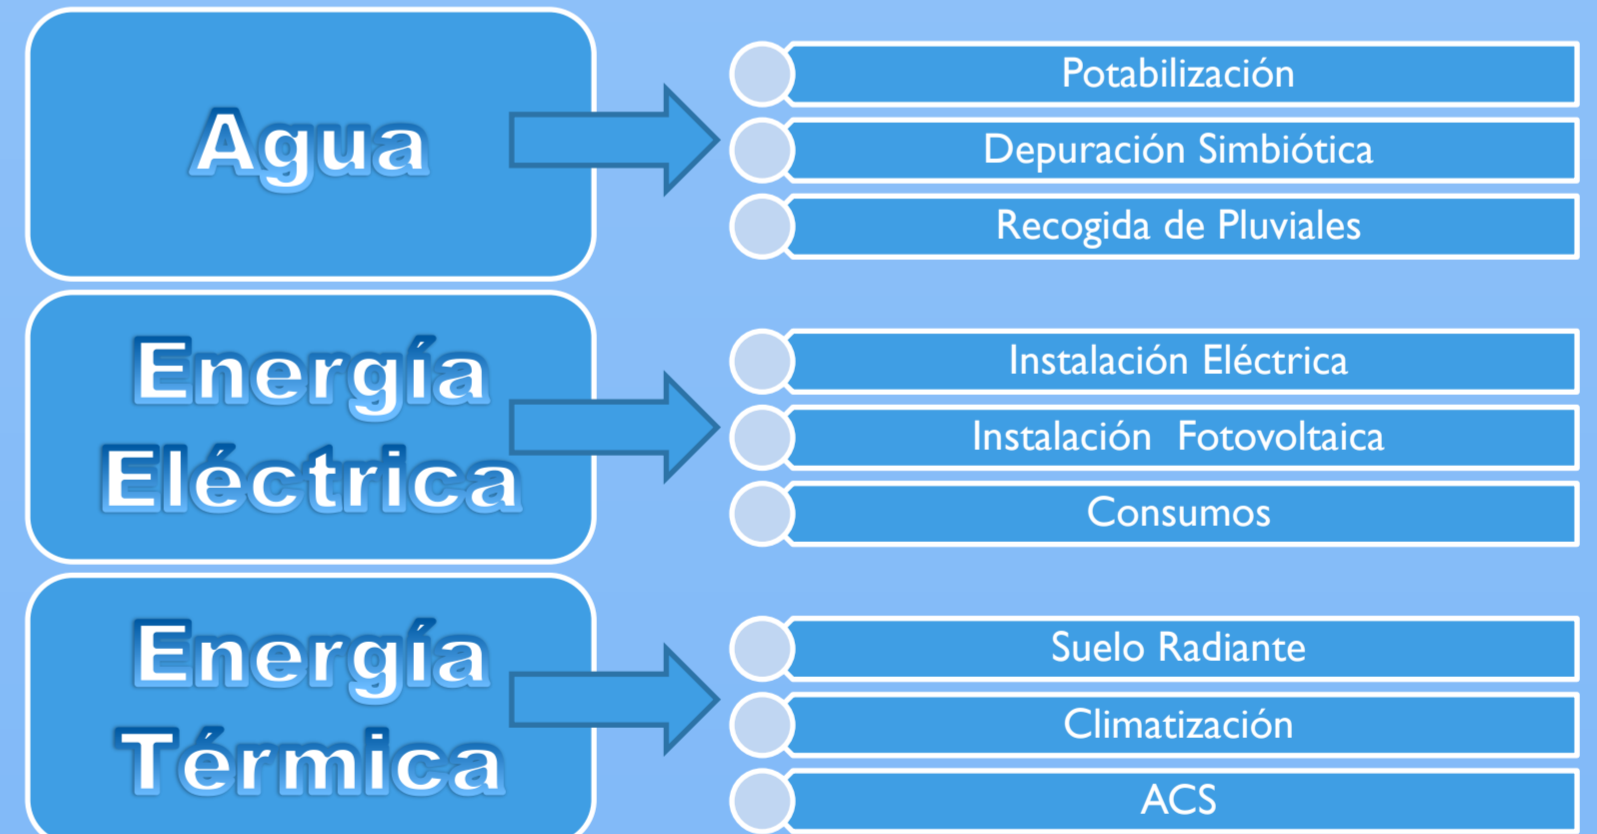 Agua
Potabilización
Depuración Simbiótica
Recogida de Pluviales
Energía
Eléctrica
Instalación Eléctrica
Instalación  Fotovoltaica
Consumos
Energía
Térmica
Suelo Radiante
Climatización
ACS